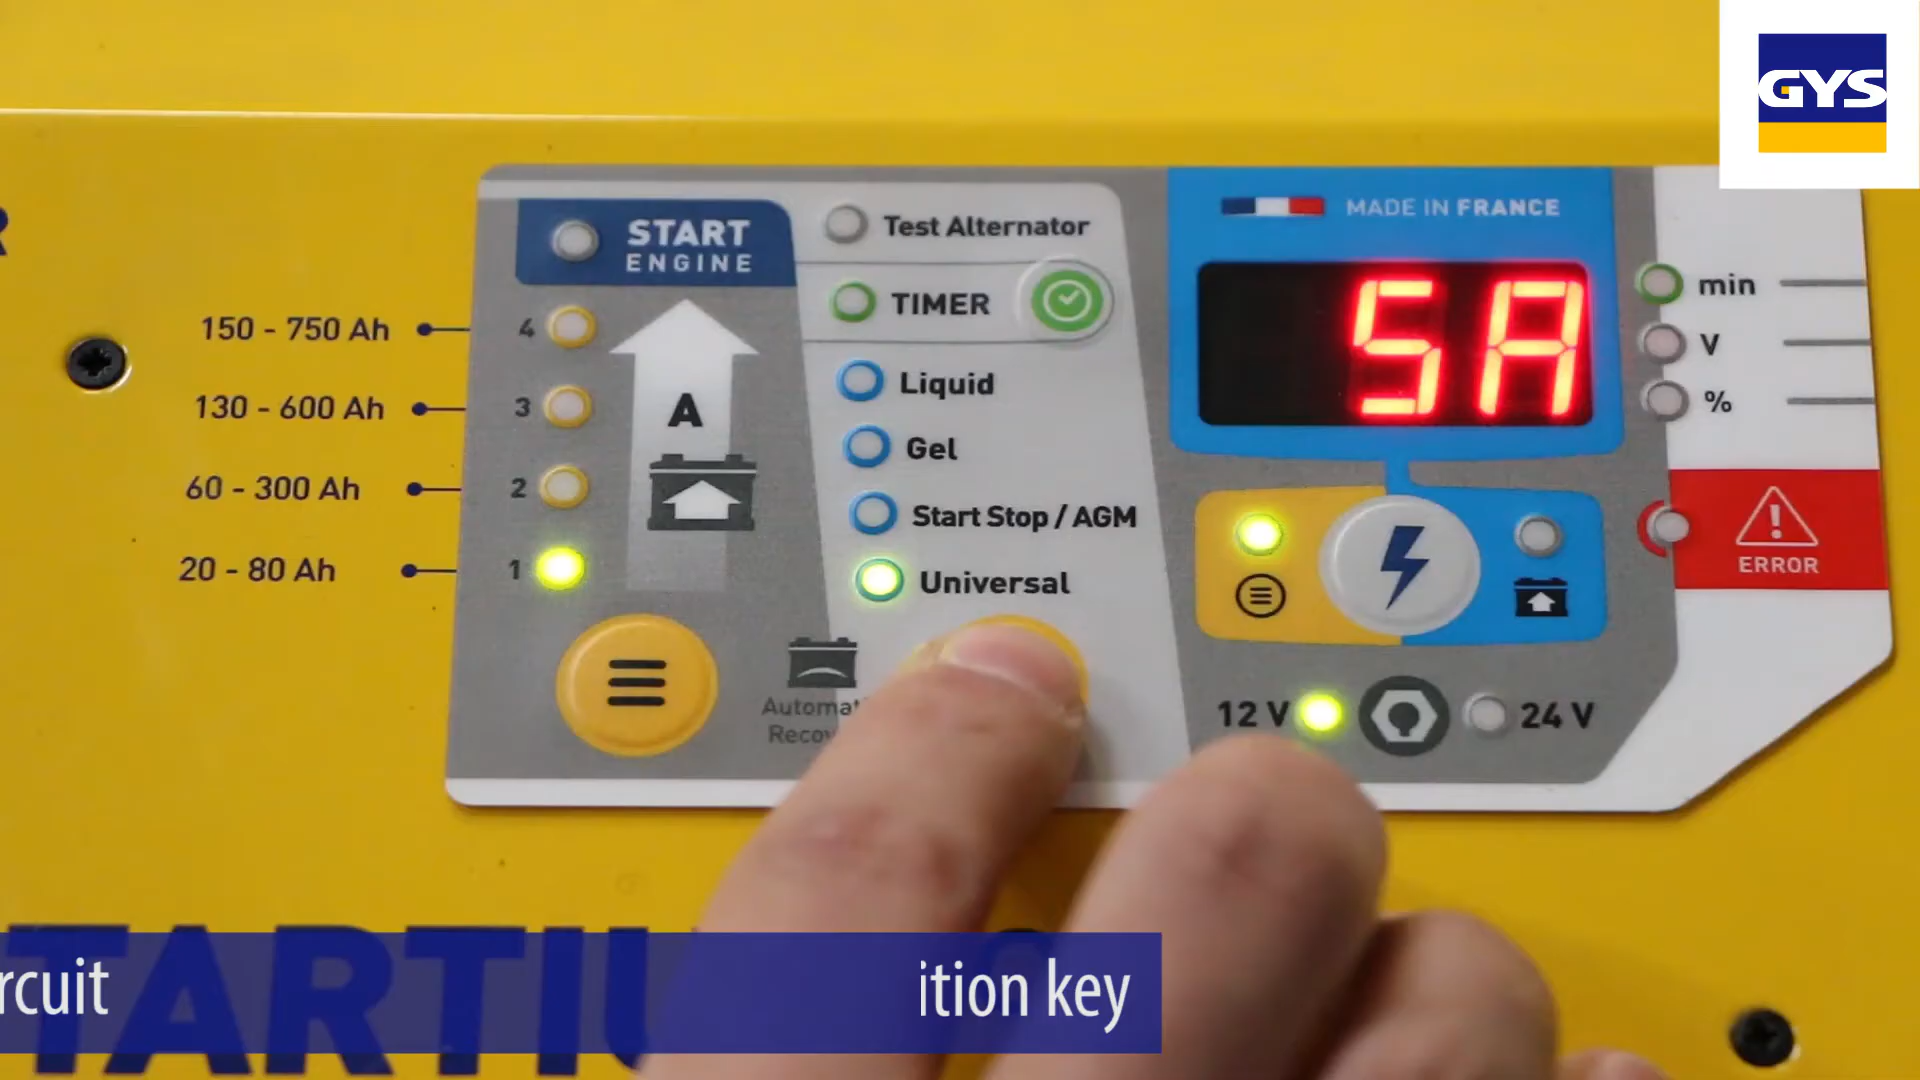 GYS
MADE IN FRANCE
START
ENGINE
Test Alternator
TIMER
5A
min
V
%
150 - 750 Ah
4
130 - 600 Ah
3
60 - 300 Ah
2
20 - 80 Ah
1
A
Liquid
Gel
Start Stop / AGM
Universal
ERROR
12 V
24 V
rcuit
ition key